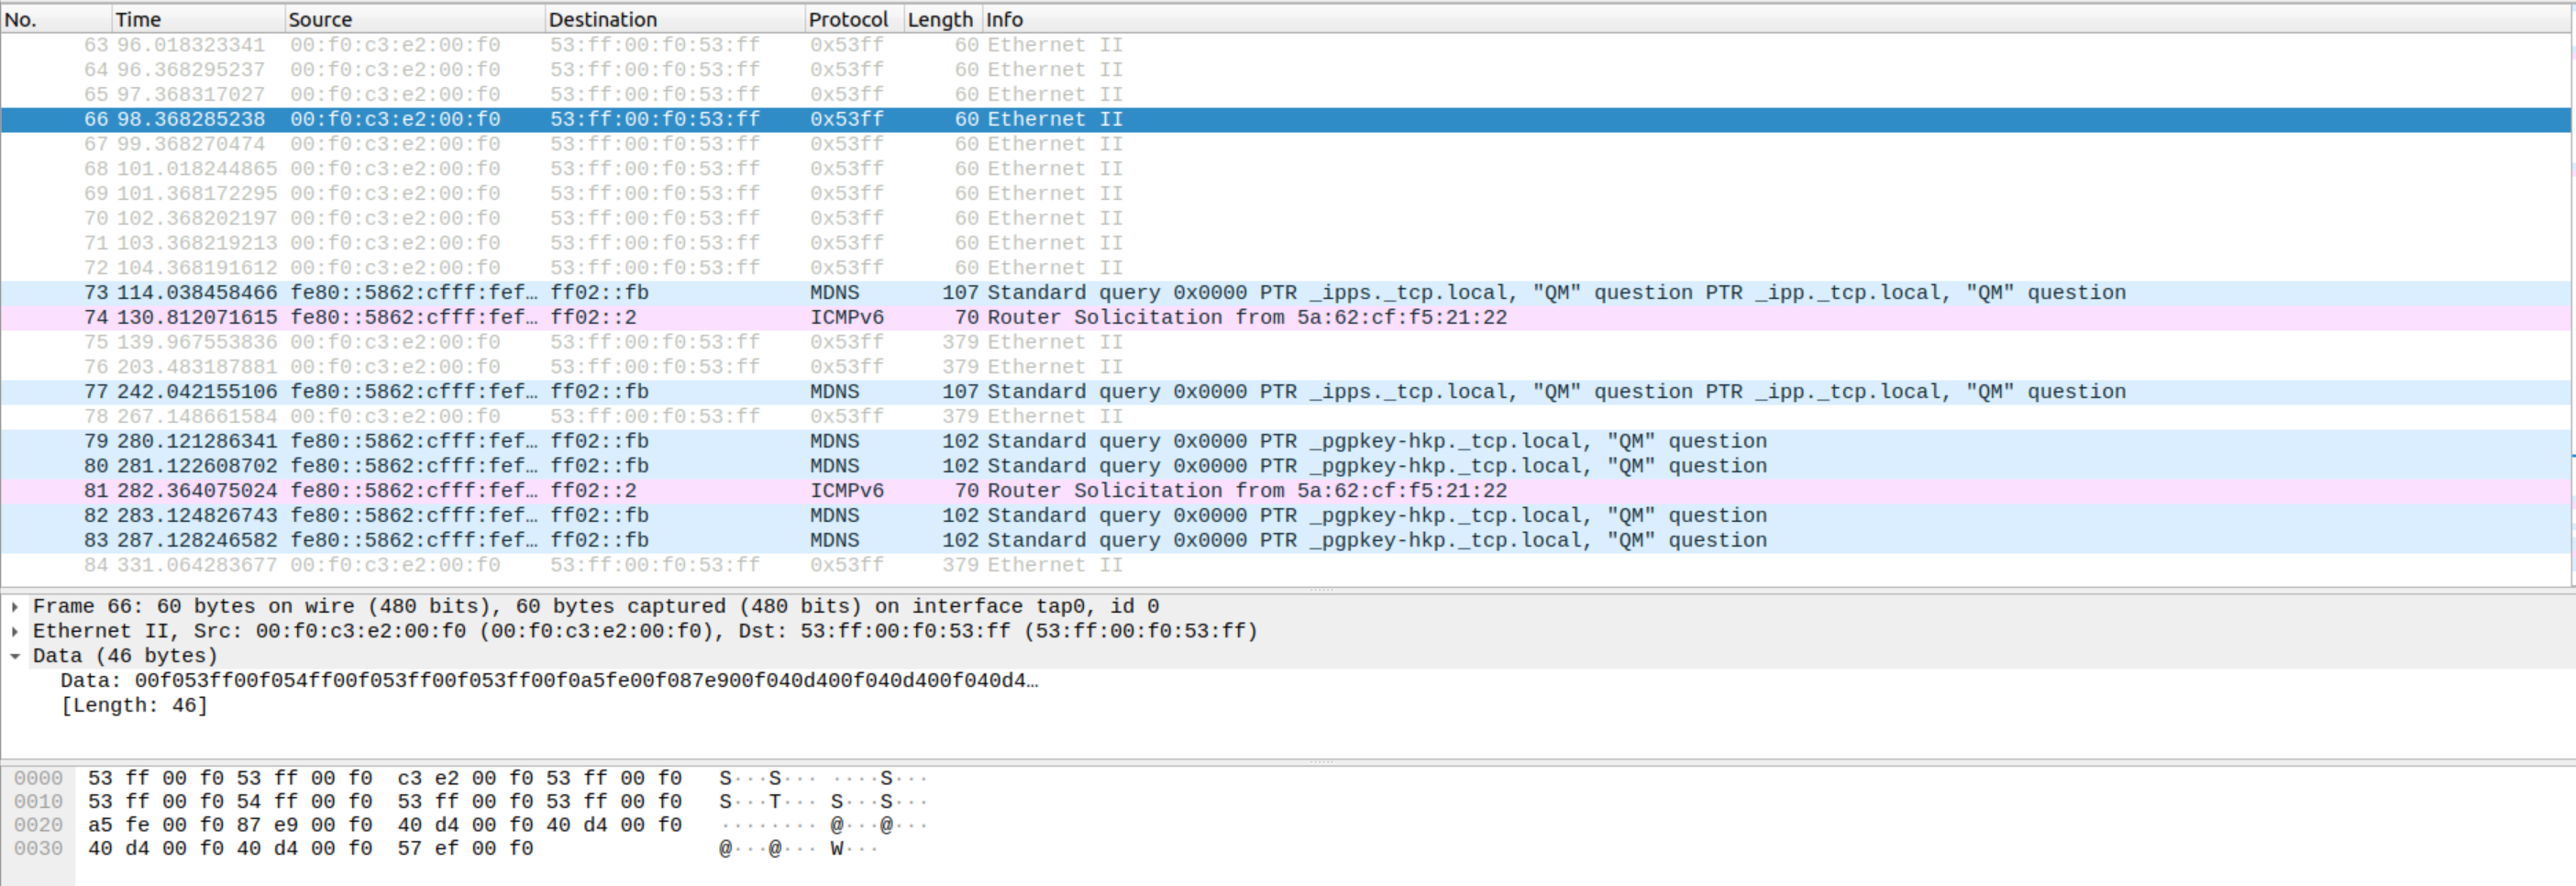 No. Time Source Destination Protocol Length Info
63 96.018323341 00:f0:c3:e2:00:f0 53:ff:00:f0:53:ff 0x53ff 60 Ethernet II
64 96.368295237 00:f0:c3:e2:00:f0 53:ff:00:f0:53:ff 0x53ff 60 Ethernet II
65 97.368317027 00:f0:c3:e2:00:f0 53:ff:00:f0:53:ff 0x53ff 60 Ethernet II
66 98.368285238 00:f0:c3:e2:00:f0 53:ff:00:f0:53:ff 0x53ff 60 Ethernet II
67 99.368270474 00:f0:c3:e2:00:f0 53:ff:00:f0:53:ff 0x53ff 60 Ethernet II
68 101.018244865 00:f0:c3:e2:00:f0 53:ff:00:f0:53:ff 0x53ff 60 Ethernet II
69 101.368172295 00:f0:c3:e2:00:f0 53:ff:00:f0:53:ff 0x53ff 60 Ethernet II
70 102.368202197 00:f0:c3:e2:00:f0 53:ff:00:f0:53:ff 0x53ff 60 Ethernet II
71 103.368219213 00:f0:c3:e2:00:f0 53:ff:00:f0:53:ff 0x53ff 60 Ethernet II
72 104.368191612 00:f0:c3:e2:00:f0 53:ff:00:f0:53:ff 0x53ff 60 Ethernet II
73 114.038458466 fe80::5862:cfff:fef… ff02::fb MDNS 107 Standard query 0x0000 PTR _ipps._tcp.local, "QM" question PTR _ipp._tcp.local, "QM" question
74 130.812071615 fe80::5862:cfff:fef… ff02::2 ICMPv6 70 Router Solicitation from 5a:62:cf:f5:21:22
75 139.967553836 00:f0:c3:e2:00:f0 53:ff:00:f0:53:ff 0x53ff 379 Ethernet II
76 203.483187881 00:f0:c3:e2:00:f0 53:ff:00:f0:53:ff 0x53ff 379 Ethernet II
77 242.042155106 fe80::5862:cfff:fef… ff02::fb MDNS 107 Standard query 0x0000 PTR _ipps._tcp.local, "QM" question PTR _ipp._tcp.local, "QM" question
78 267.148661584 00:f0:c3:e2:00:f0 53:ff:00:f0:53:ff 0x53ff 379 Ethernet II
79 280.121286341 fe80::5862:cfff:fef… ff02::fb MDNS 102 Standard query 0x0000 PTR _pgpkey-hkp._tcp.local, "QM" question
80 281.122608702 fe80::5862:cfff:fef… ff02::fb MDNS 102 Standard query 0x0000 PTR _pgpkey-hkp._tcp.local, "QM" question
81 282.364075024 fe80::5862:cfff:fef… ff02::2 ICMPv6 70 Router Solicitation from 5a:62:cf:f5:21:22
82 283.124826743 fe80::5862:cfff:fef… ff02::fb MDNS 102 Standard query 0x0000 PTR _pgpkey-hkp._tcp.local, "QM" question
83 287.128246582 fe80::5862:cfff:fef… ff02::fb MDNS 102 Standard query 0x0000 PTR _pgpkey-hkp._tcp.local, "QM" question
84 331.064283677 00:f0:c3:e2:00:f0 53:ff:00:f0:53:ff 0x53ff 379 Ethernet II
Frame 66: 60 bytes on wire (480 bits), 60 bytes captured (480 bits) on interface tap0, id 0
Ethernet II, Src: 00:f0:c3:e2:00:f0 (00:f0:c3:e2:00:f0), Dst: 53:ff:00:f0:53:ff (53:ff:00:f0:53:ff)
Data (46 bytes)
Data: 00f053ff00f054ff00f053ff00f053ff00f0a5fe00f087e900f040d400f040d400f040d4…
[Length: 46]
0000 53 ff 00 f0 53 ff 00 f0 c3 e2 00 f0 53 ff 00 f0 S···S··· ····S···
0010 53 ff 00 f0 54 ff 00 f0 53 ff 00 f0 53 ff 00 f0 S···T··· S···S···
0020 a5 fe 00 f0 87 e9 00 f0 40 d4 00 f0 40 d4 00 f0 ········ @···@···
0030 40 d4 00 f0 40 d4 00 f0 57 ef 00 f0 @···@··· W···